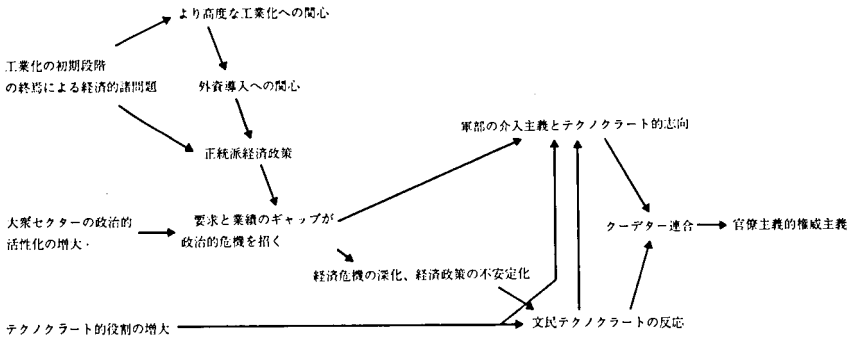 より高度な工業化への関心
工業化の初期段階
の終焉による経済的諸問題
外資導入への関心
軍部の介入主義とテクノクラート的志向
正統派経済政策
大衆セクターの政治的
活性化の増大・
要求と業績のギャップが
政治的危機を招く
クーデター連合
官僚主義的権威主義
経済危機の深化、経済政策の不安定化
テクノクラート的役割の増大
文民テクノクラートの反応